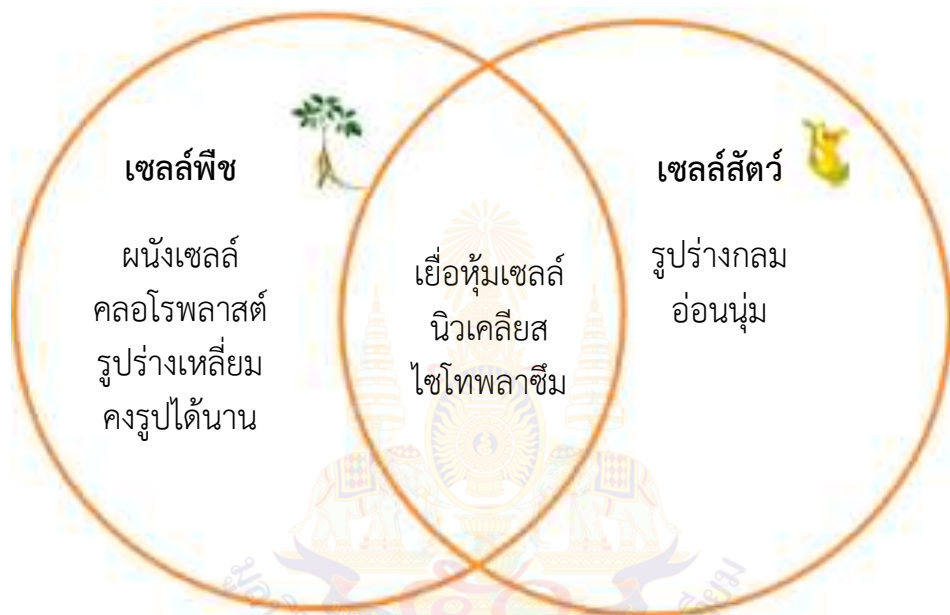 เซลล์พืช
ผนังเซลล์
คลอโรพลาสต์
รูปร่างเหลี่ยม
คงรูปได้นาน
เยื่อหุ้มเซลล์
นิวเคลียส
ไซโทพลาซึม
เซลล์สัตว์
รูปร่างกลม
อ่อนนุ่ม